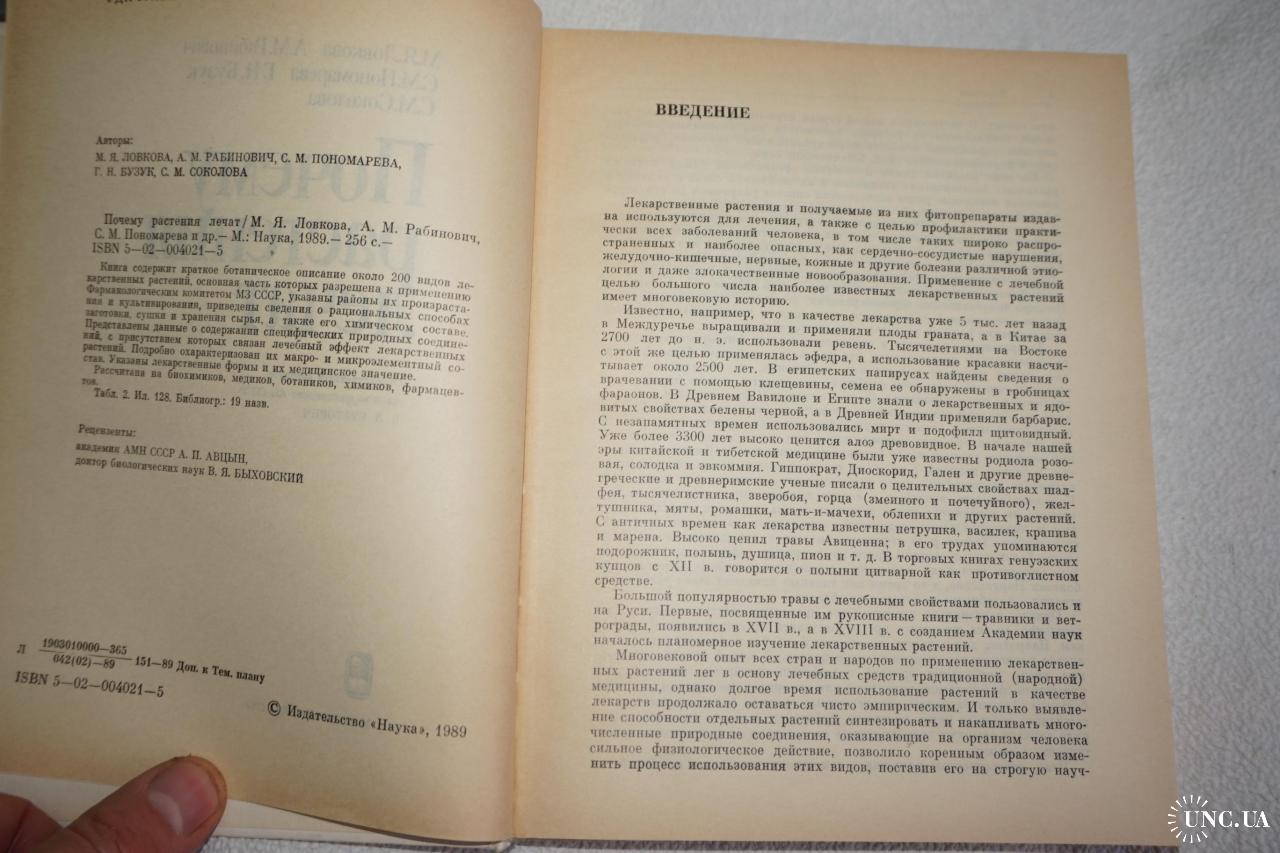 Авторы:
М. Я. ЛОВКОВА, А. М. РАБИНОВИЧ, С. М. ПОНОМАРЕВА,
Г. Н. БУЗУК, С. М. СОКОЛОВА
Почему растения лечат/М. Я. Ловкова, А. М. Рабинович,
С. М. Пономарева и др.— М.: Наука, 1989.— 256 с.—
ISBN 5—02—004021—5
Книга содержит краткое ботаническое описание около 200 видов ле-
карственных растений, основная часть которых разрешена к применению
Фармакологическим комитетом МЗ СССР, указаны районы их произраста-
ния и культивирования, приведены сведения о рациональных способах
заготовки, сушки и хранения сырья, а также его химическом составе.
Представлены данные о содержании специфических природных соедине-
ний, с присутствием которых связан лечебный эффект лекарственных
растений. Подробно охарактеризован их макро- и микроэлементный со-
став. Указаны лекарственные формы и их медицинское значение.
Рассчитана на биохимиков, медиков, ботаников, химиков, фармацев-
тов.
Табл. 2. Ил. 128. Библиогр.: 19 назв.
Рецензенты:
академик АМН СССР А. П. АВЦЫН,
доктор биологических наук В. Я. БЫХОВСКИЙ
Л 1903010000—365
042(02)—89 151—89 Доп. к Тем. плану
ISBN 5—02—004021—5
© Издательство «Наука», 1989
ВВЕДЕНИЕ
Лекарственные растения и получаемые из них фитопрепараты издав-
на используются для лечения, а также с целью профилактики практи-
чески всех заболеваний человека, в том числе таких широко распро-
страненных и наиболее опасных, как сердечно-сосудистые нарушения,
желудочно-кишечные, нервные, кожные и другие болезни различной этио-
логии и даже злокачественные новообразования. Применение с лечебной
целью большого числа наиболее известных лекарственных растений
имеет многовековую историю.
Известно, например, что в качестве лекарства уже 5 тыс. лет назад
в Междуречье выращивали и применяли плоды граната, а в Китае за
2700 лет до н. э. использовали ревень. Тысячелетиями на Востоке
с этой же целью применялась эфедра, а использование красавки насчи-
тывает около 2500 лет. В египетских папирусах найдены сведения о
врачевании с помощью клещевины, семена ее обнаружены в гробницах
фараонов. В Древнем Вавилоне и Египте знали о лекарственных и ядо-
витых свойствах белены черной, а в Древней Индии применяли барбарис.
С незапамятных времен использовались мирт и подофилл щитовидный.
Уже более 3300 лет высоко ценится алоэ древовидное. В начале нашей
эры китайской и тибетской медицине были уже известны родиола розо-
вая, солодка и эвкоммия. Гиппократ, Диоскорид, Гален и другие древне-
греческие и древнеримские ученые писали о целительных свойствах шал-
фея, тысячелистника, зверобоя, горца (змеиного и почечуйного), жел-
тушника, мяты, ромашки, мать-и-мачехи, облепихи и других растений.
С античных времен как лекарства известны петрушка, василек, крапива
и марена. Высоко ценил травы Авиценна; в его трудах упоминаются
подорожник, полынь, душица, пион и т. д. В торговых книгах генуэзских
купцов с XII в. говорится о полыни цитварной как противоглистном
средстве.
Большой популярностью травы с лечебными свойствами пользовались и
на Руси. Первые, посвященные им рукописные книги — травники и вет-
рограды, появились в XVII в., а в XVIII в. с созданием Академии наук
началось планомерное изучение лекарственных растений.
Многовековой опыт всех стран и народов по применению лекарствен-
ных растений лег в основу лечебных средств традиционной (народной)
медицины, однако долгое время использование растений в качестве
лекарств продолжало оставаться чисто эмпирическим. И только выявле-
ние способности отдельных растений синтезировать и накапливать много-
численные природные соединения, оказывающие на организм человека
сильное физиологическое действие, позволило коренным образом изме-
нить процесс использования этих видов, поставив его на строгую науч-
UNC.UA